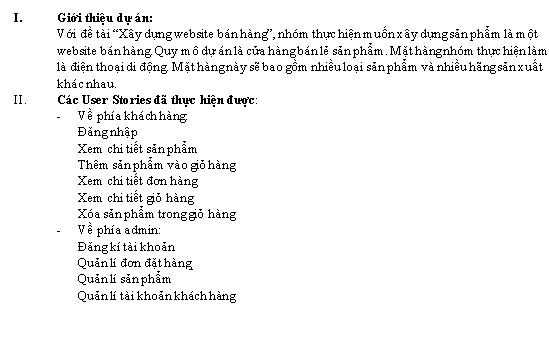 I. Giới thiệu dự án:
Với đề tài “Xây dựng website bán hàng”, nhóm thực hiện muốn xây dựng sản phẩm là một
website bán hàng. Quy mô dự án là cửa hàng bán lẻ sản phẩm. Mặt hàng nhóm thực hiện làm
là điện thoại di động. Mặt hàng này sẽ bao gồm nhiều loại sản phẩm và nhiều hãng sản xuất
khác nhau.
II. Các User Stories đã thực hiện được:
- Về phía khách hàng:
Đăng nhập
Xem chi tiết sản phẩm
Thêm sản phẩm vào giỏ hàng
Xem chi tiết đơn hàng
Xem chi tiết giỏ hàng
Xóa sản phẩm trong giỏ hàng
- Về phía admin:
Đăng kí tài khoản
Quản lí đơn đặt hàng
Quản lí sản phẩm
Quản lí tài khoản khách hàng